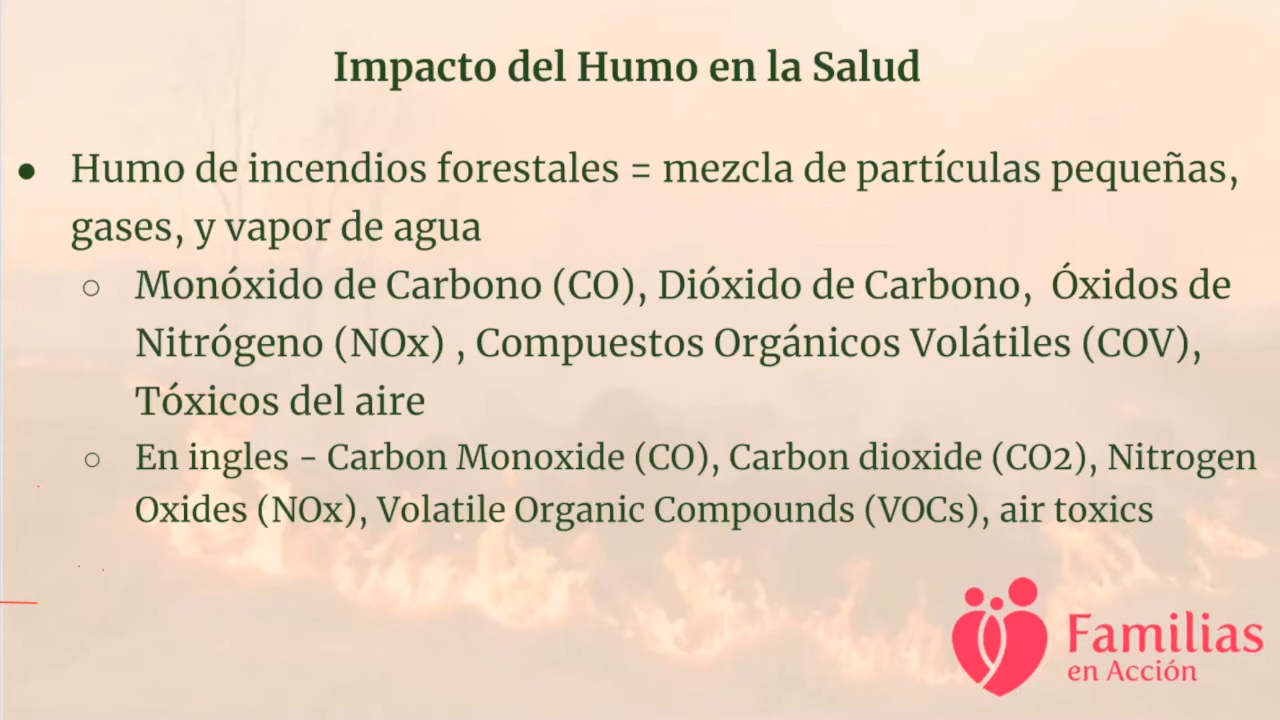 Impacto del Humo en la Salud
● Humo de incendios forestales = mezcla de partículas pequeñas,
gases, y vapor de agua
○ Monóxido de Carbono (CO), Dióxido de Carbono, Óxidos de
Nitrógeno (NOx) , Compuestos Orgánicos Volátiles (COV),
Tóxicos del aire
○ En ingles - Carbon Monoxide (CO), Carbon dioxide (CO2), Nitrogen
Oxides (NOx), Volatile Organic Compounds (VOCs), air toxics
Familias
en Acción